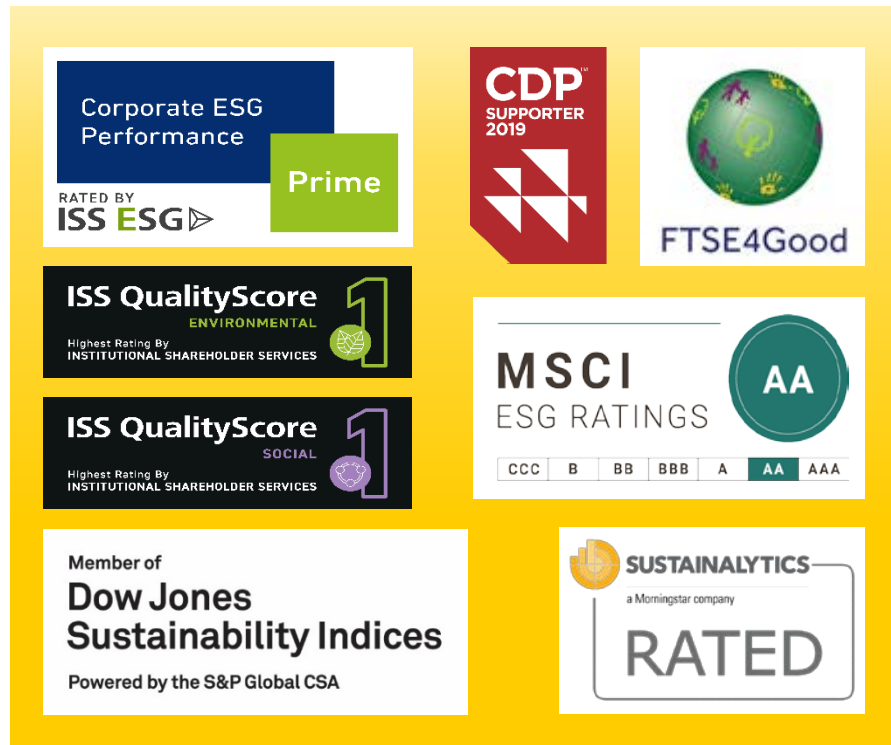 Corporate ESG
Performance
Prime
RATED BY
ISS ESG
CDP™
SUPPORTER
2019
FTSE4Good
ISS QualityScore
ENVIRONMENTAL
Highest Rating By
INSTITUTIONAL SHAREHOLDER SERVICES
1
MSCI
ESG RATINGS
AA
CCC B BB BBB A AA AAA
ISS QualityScore
SOCIAL
Highest Rating By
INSTITUTIONAL SHAREHOLDER SERVICES
1
Member of
Dow Jones
Sustainability Indices
Powered by the S&P Global CSA
SUSTAINALYTICS
a Morningstar company
RATED